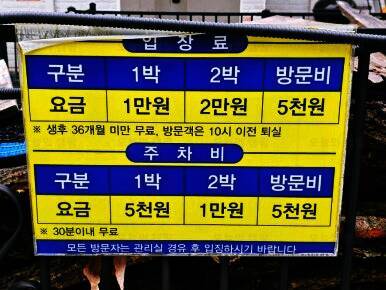 입 장 료
구분 1박 2박 방문비
요금 1만원 2만원 5천원
※ 생후 36개월 미만 무료, 방문객은 10시 이전 퇴실
주 차 비
구분 1박 2박 방문비
요금 5천원 1만원 5천원
※ 30분이내 무료
모든 방문자는 관리실 경유 후 입장하시기 바랍니다